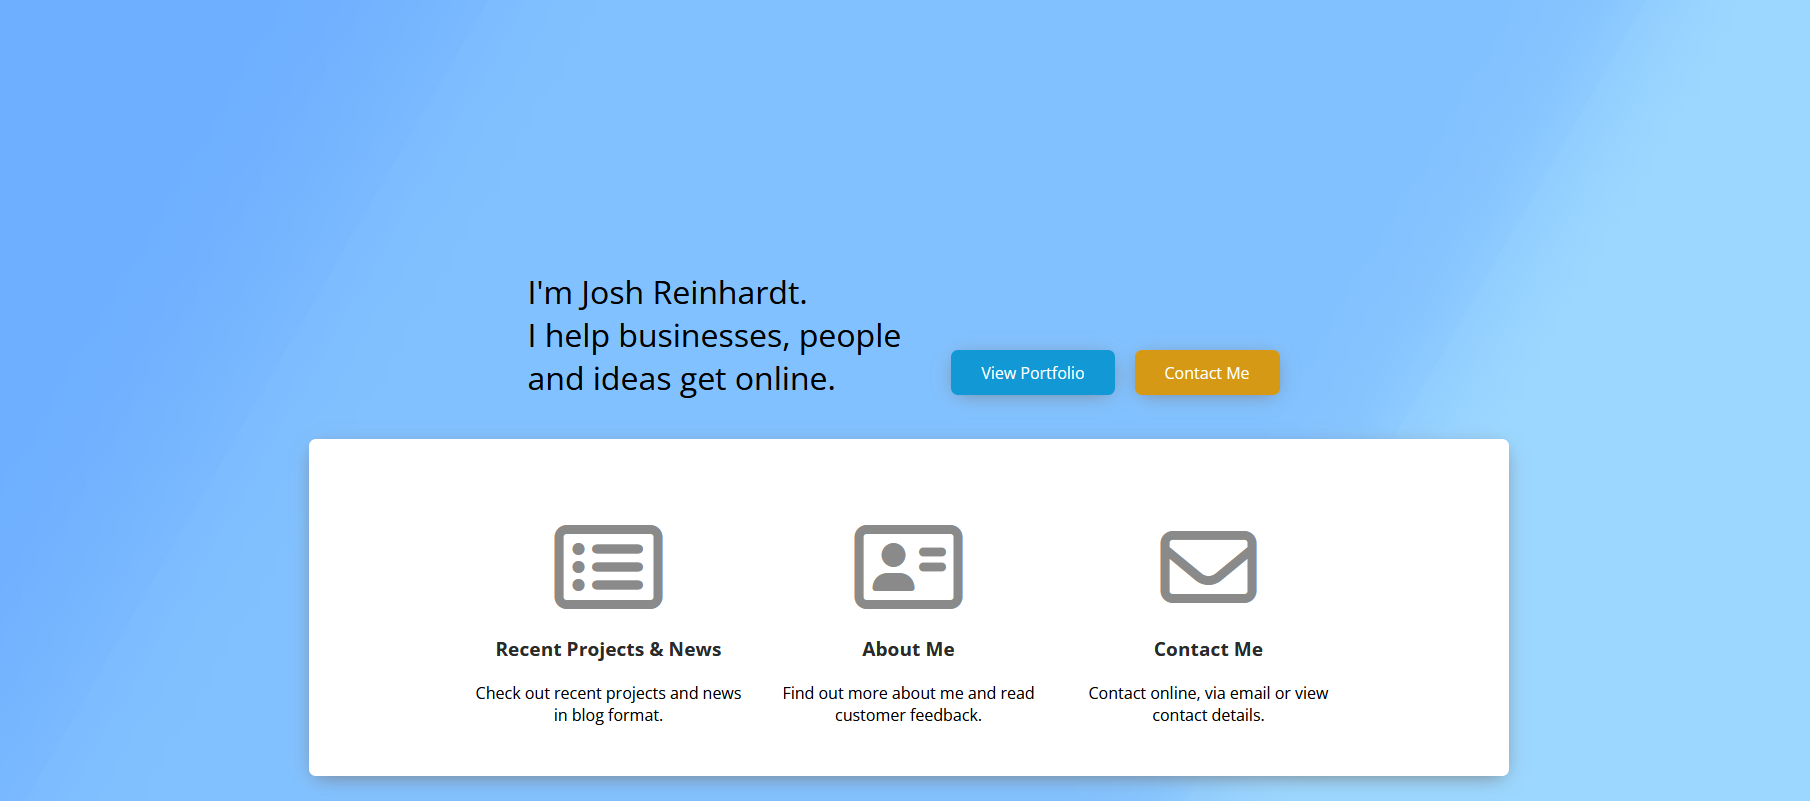 I'm Josh Reinhardt.
I help businesses, people
and ideas get online.
View Portfolio
Contact Me
Recent Projects & News
Check out recent projects and news
in blog format.
About Me
Find out more about me and read
customer feedback.
Contact Me
Contact online, via email or view
contact details.